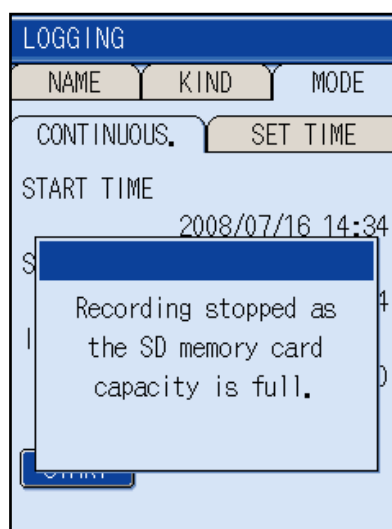 LOGGING
NAME KIND MODE
CONTINUOUS. SET TIME
START TIME
2008/07/16 14:34
Recording stopped as
the SD memory card
capacity is full.